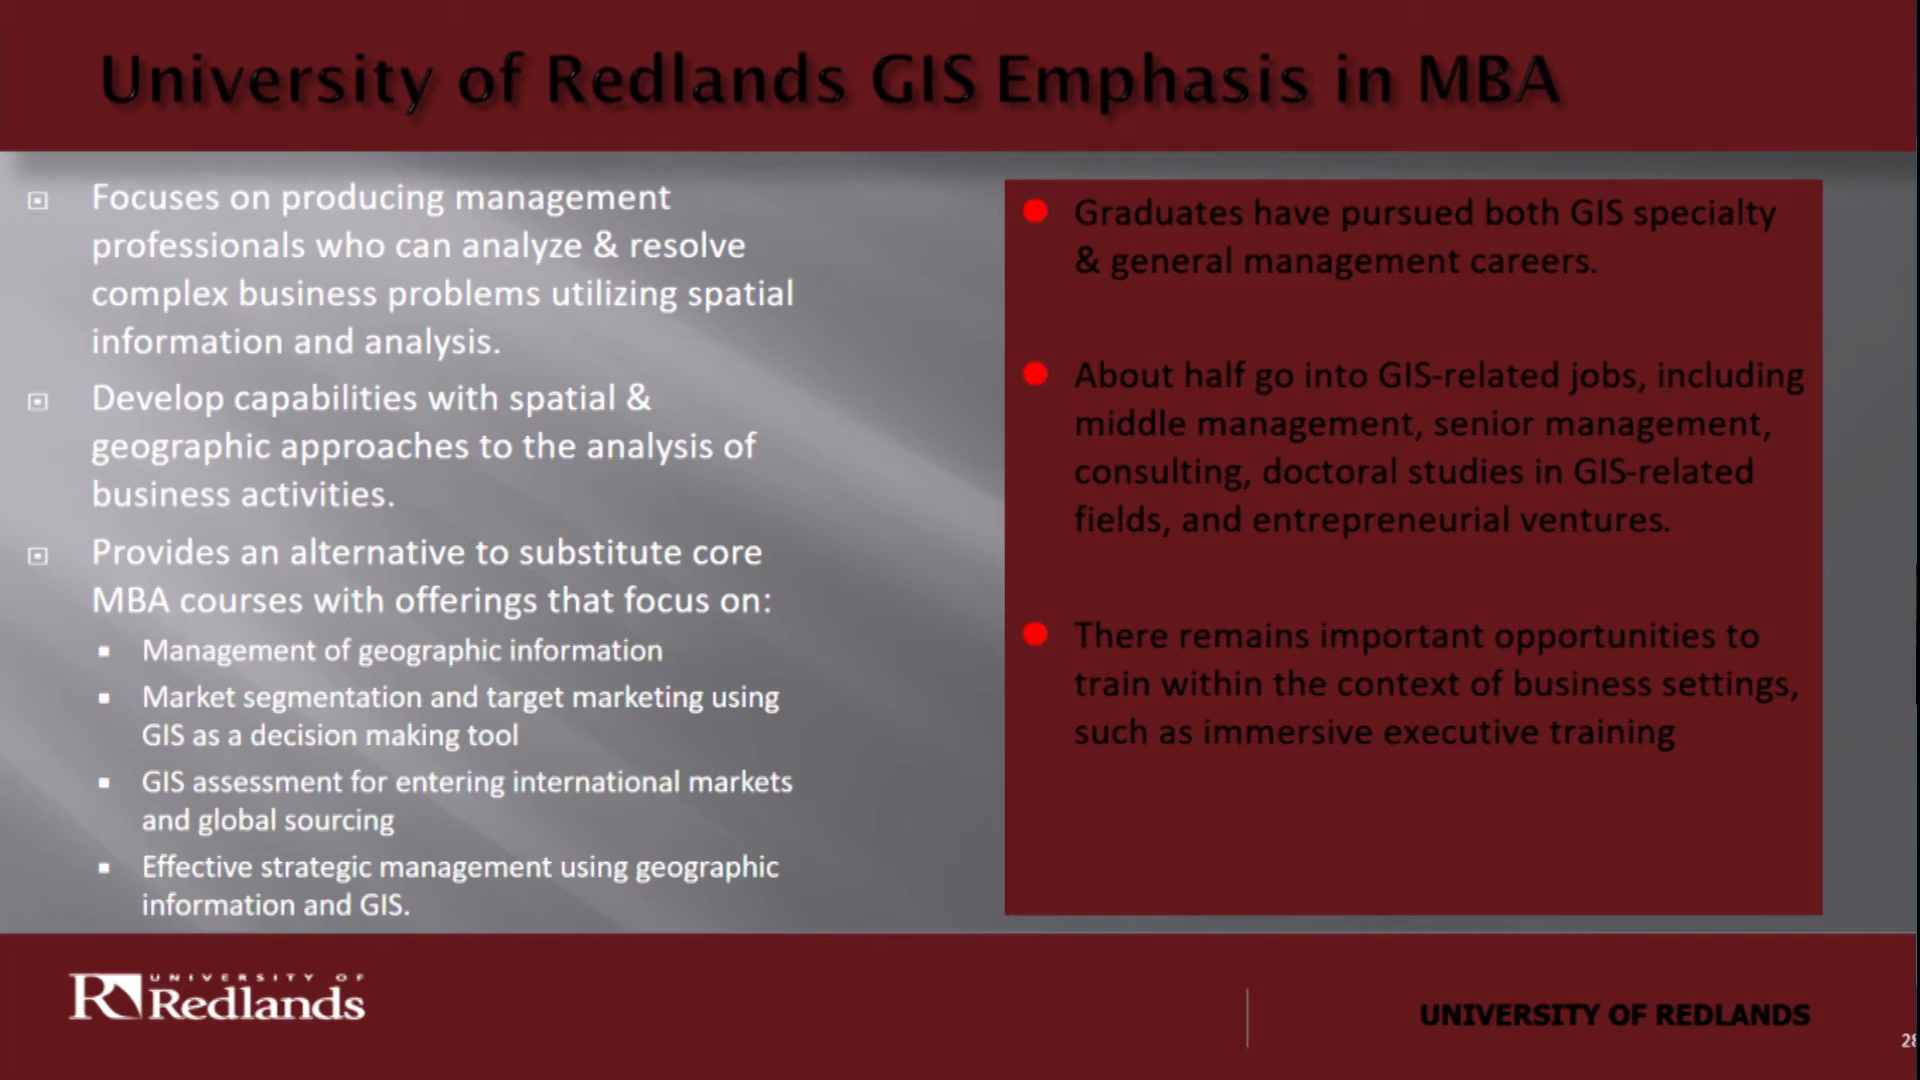 University of Redlands GIS Emphasis in MBA
Focuses on producing management
professionals who can analyze & resolve
complex business problems utilizing spatial
information and analysis.
Develop capabilities with spatial &
geographic approaches to the analysis of
business activities.
Provides an alternative to substitute core
MBA courses with offerings that focus on:
Management of geographic information
Market segmentation and target marketing using
GIS as a decision making tool
GIS assessment for entering international markets
and global sourcing
Effective strategic management using geographic
information and GIS.
Graduates have pursued both GIS specialty
& general management careers.
About half go into GIS-related jobs, including
middle management, senior management,
consulting, doctoral studies in GIS-related
fields, and entrepreneurial ventures.
There remains important opportunities to
train within the context of business settings,
such as immersive executive training
R UNIVERSITY OF
Redlands
UNIVERSITY OF REDLANDS
28